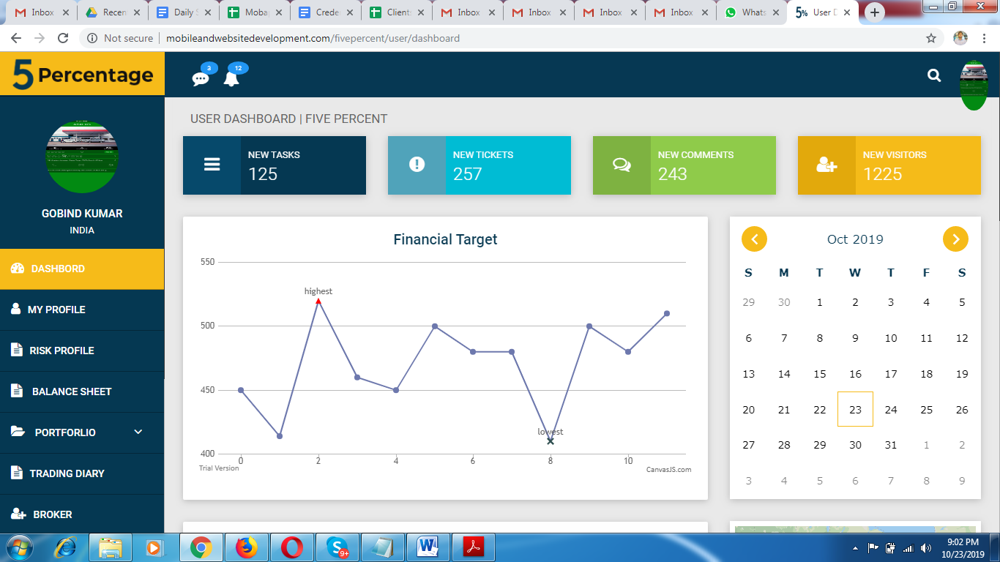 Inbox
Recen
Daily S
Moba
Crede
Client
Inbox
Inbox
Inbox
Inbox
Whats
5% User D
Not secure | mobileandwebsitedevelopment.com/fivepercent/user/dashboard
5 Percentage
3
12
USER DASHBOARD | FIVE PERCENT
NEW TASKS
125
NEW TICKETS
257
NEW COMMENTS
243
NEW VISITORS
1225
GOBIND KUMAR
INDIA
DASHBORD
MY PROFILE
RISK PROFILE
BALANCE SHEET
PORTFORLIO
TRADING DIARY
BROKER
Financial Target
550
highest
500
450
lowest
400
0 2 4 6 8 10
Trial Version
CanvasJS.com
Oct 2019
S M T W T F S
29 30 1 2 3 4 5
6 7 8 9 10 11 12
13 14 15 16 17 18 19
20 21 22 23 24 25 26
27 28 29 30 31 1 2
3 4 5 6 7 8 9
9+
9:02 PM
10/23/2019